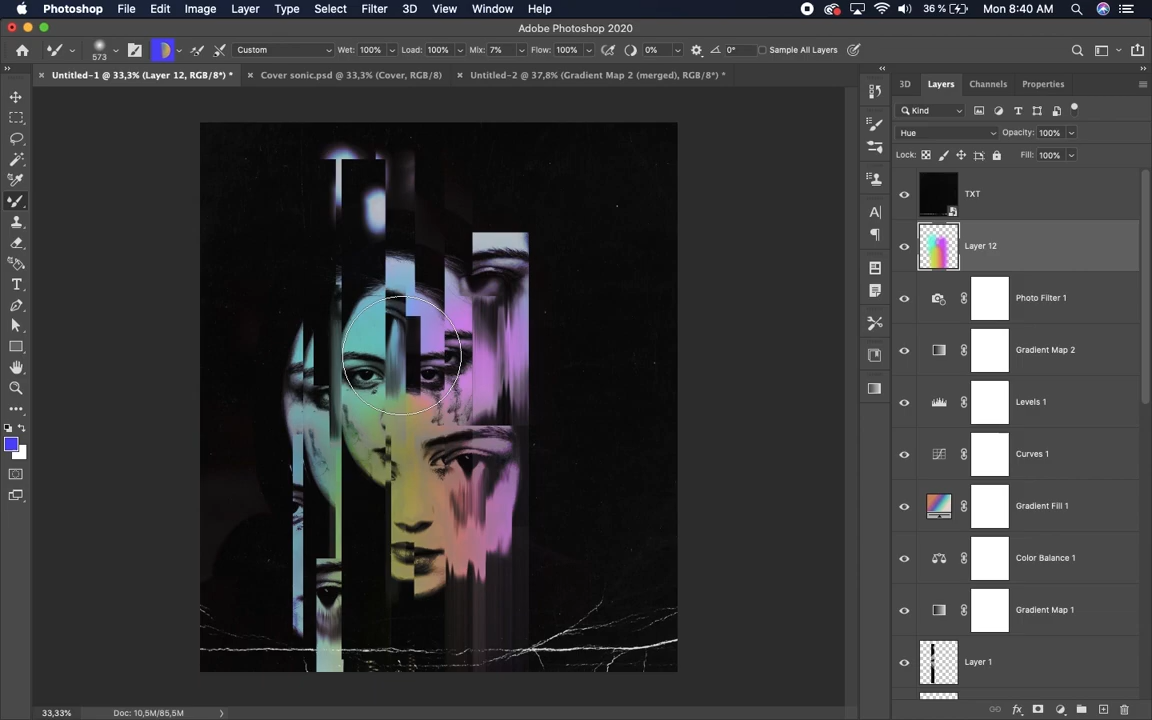 Photoshop File Edit Image Layer Type Select Filter 3D View Window Help 36 % Mon 8:40 AM
Adobe Photoshop 2020
573 Custom Wet: 100% Load: 100% Mix: 7% Flow: 100% 0% 0° Sample All Layers
× Untitled-1 @ 33,3% (Layer 12, RGB/8*) * × Cover sonic.psd @ 33,3% (Cover, RGB/8) × Untitled-2 @ 37,8% (Gradient Map 2 (merged), RGB/8*) *
3D Layers Channels Properties
Kind
Hue Opacity: 100%
Lock: Fill: 100%
TXT
Layer 12
Photo Filter 1
Gradient Map 2
Levels 1
Curves 1
Gradient Fill 1
Color Balance 1
Gradient Map 1
Layer 1
33,33% Doc: 10,5M/85,5M